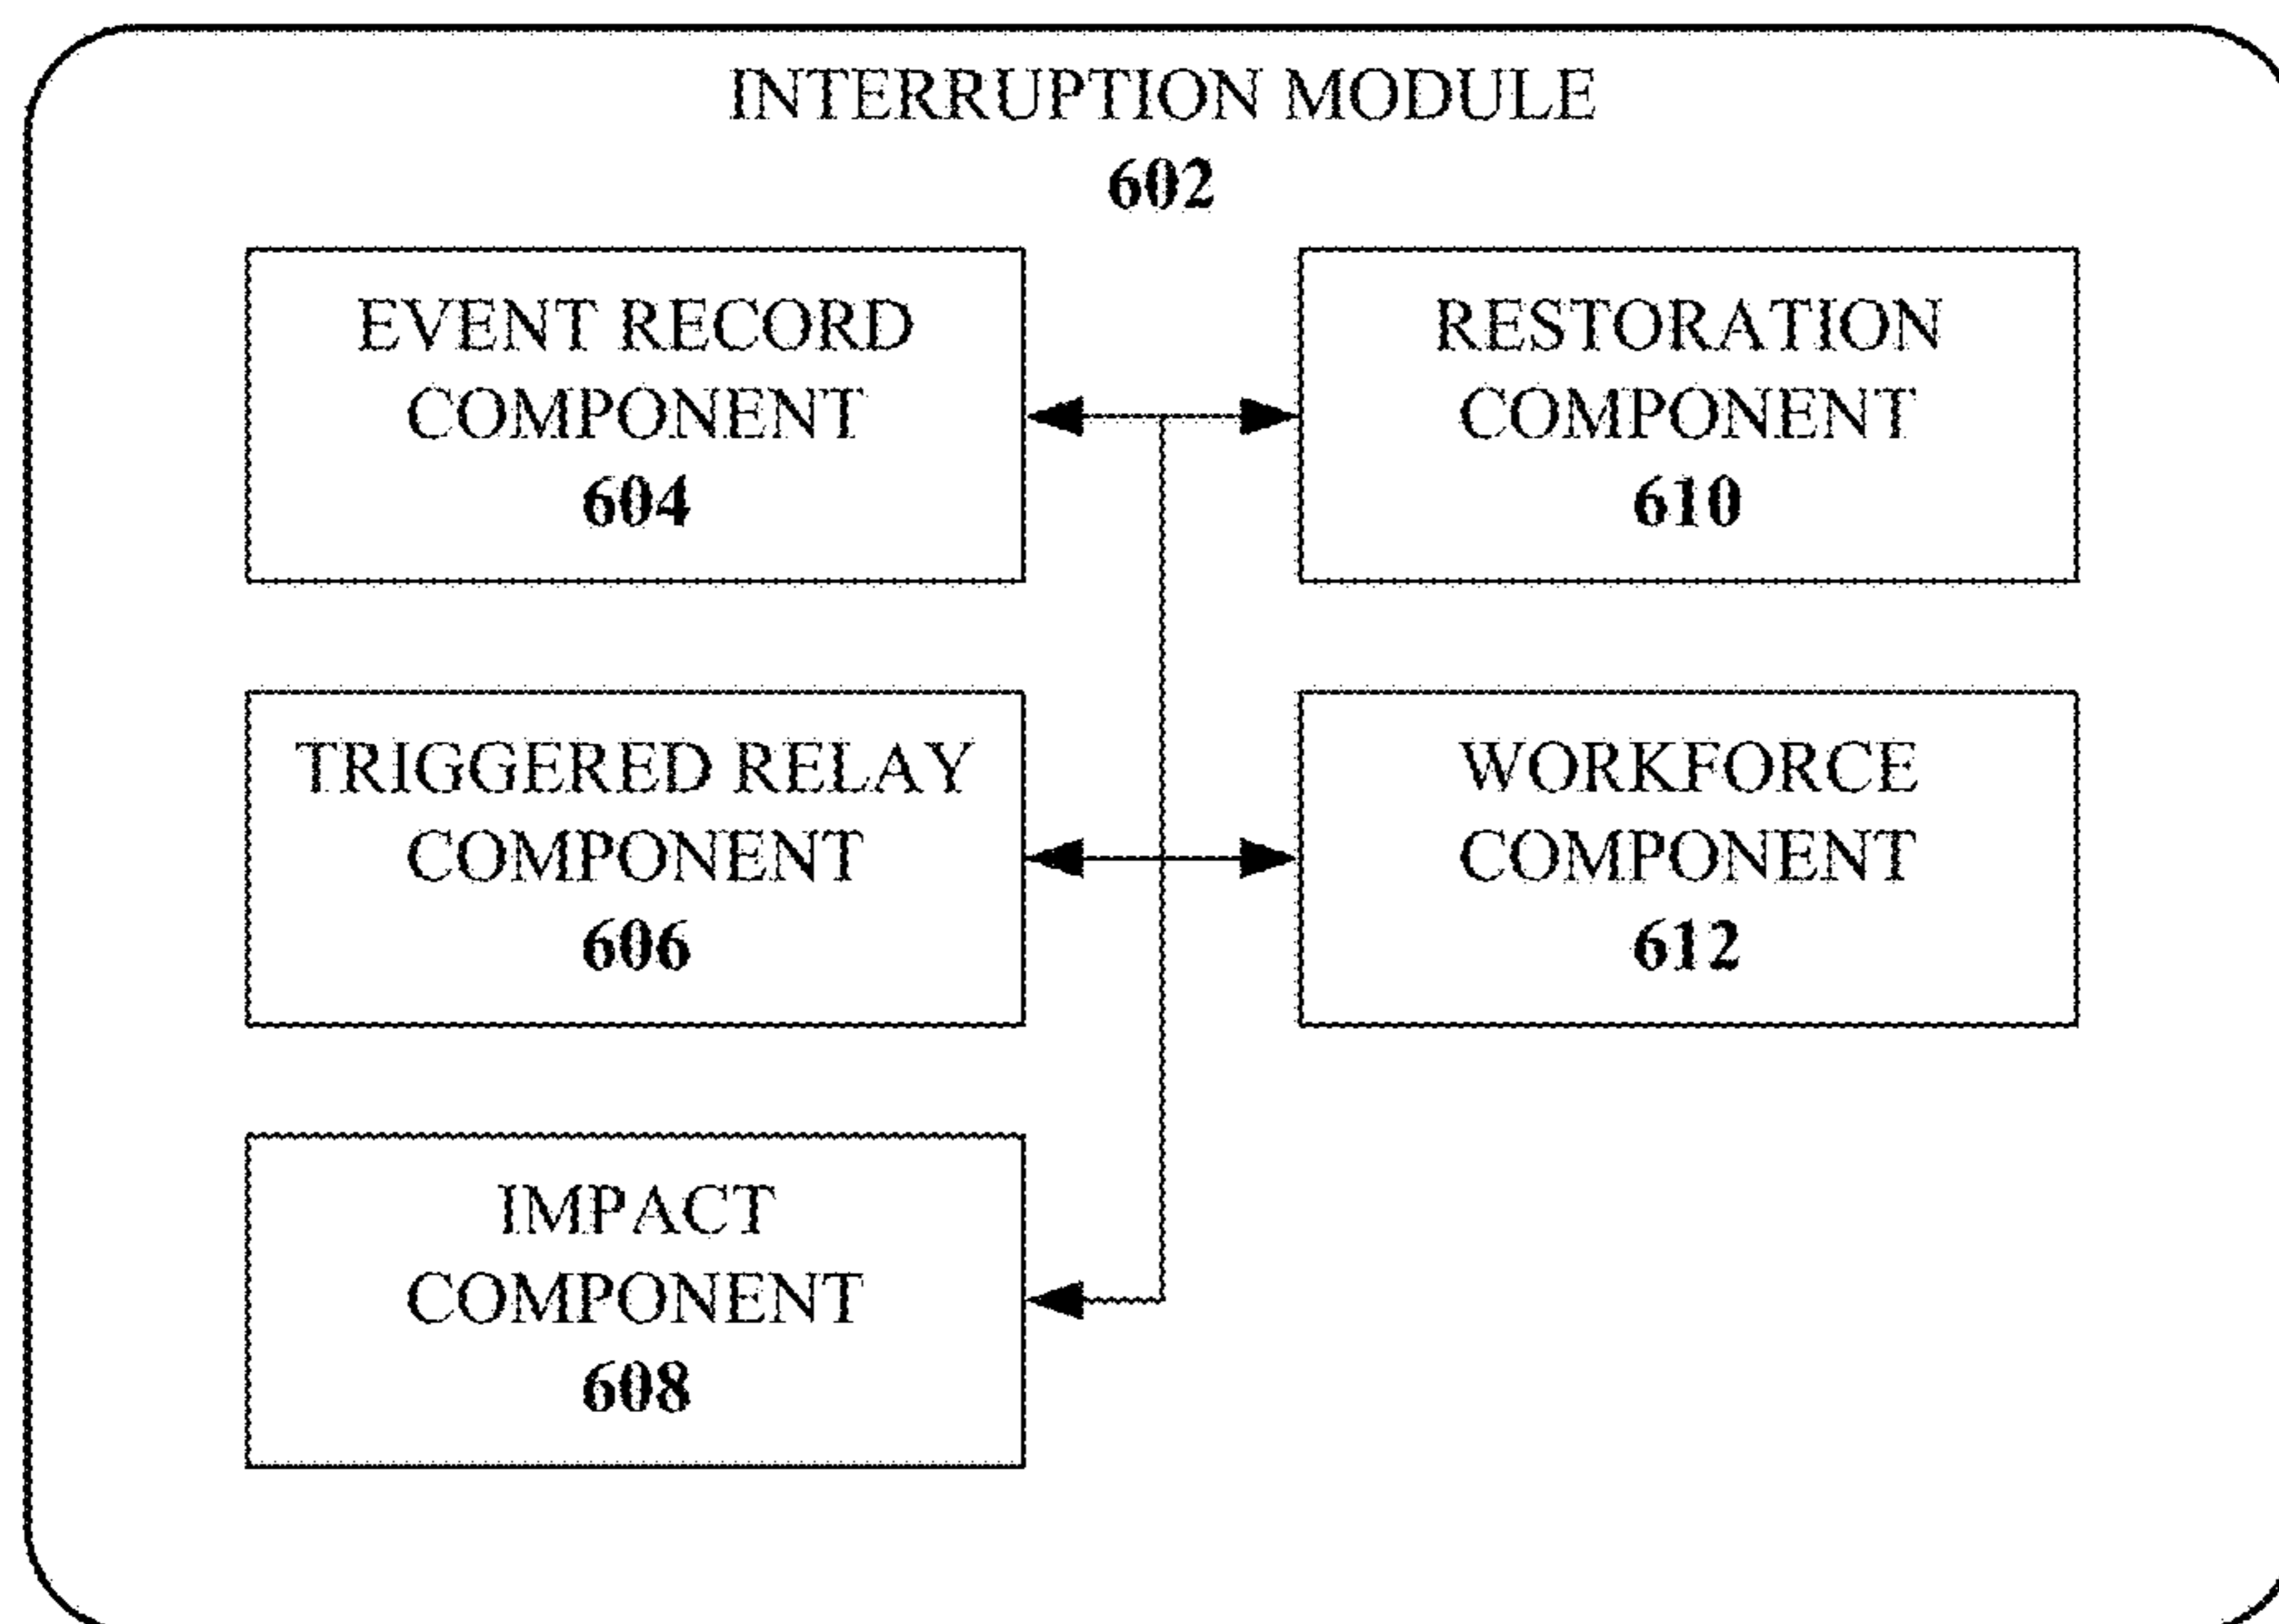 INTERRUPTION MODULE
602
EVENT RECORD
COMPONENT
604
RESTORATION
COMPONENT
610
TRIGGERED RELAY
COMPONENT
606
WORKFORCE
COMPONENT
612
IMPACT
COMPONENT
608